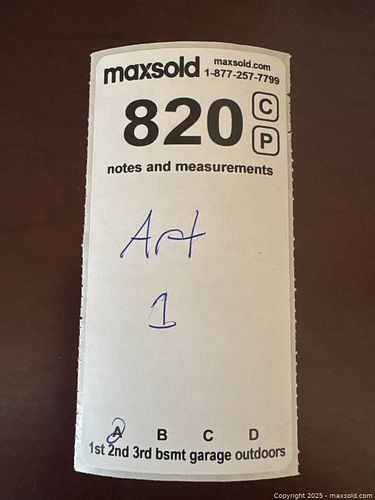 maxsold maxsold.com
1-877-257-7799
820 C
P
notes and measurements
Art
1
A B C D
1st 2nd 3rd bsmt garage outdoors
Copyright 2025 - maxsold.com